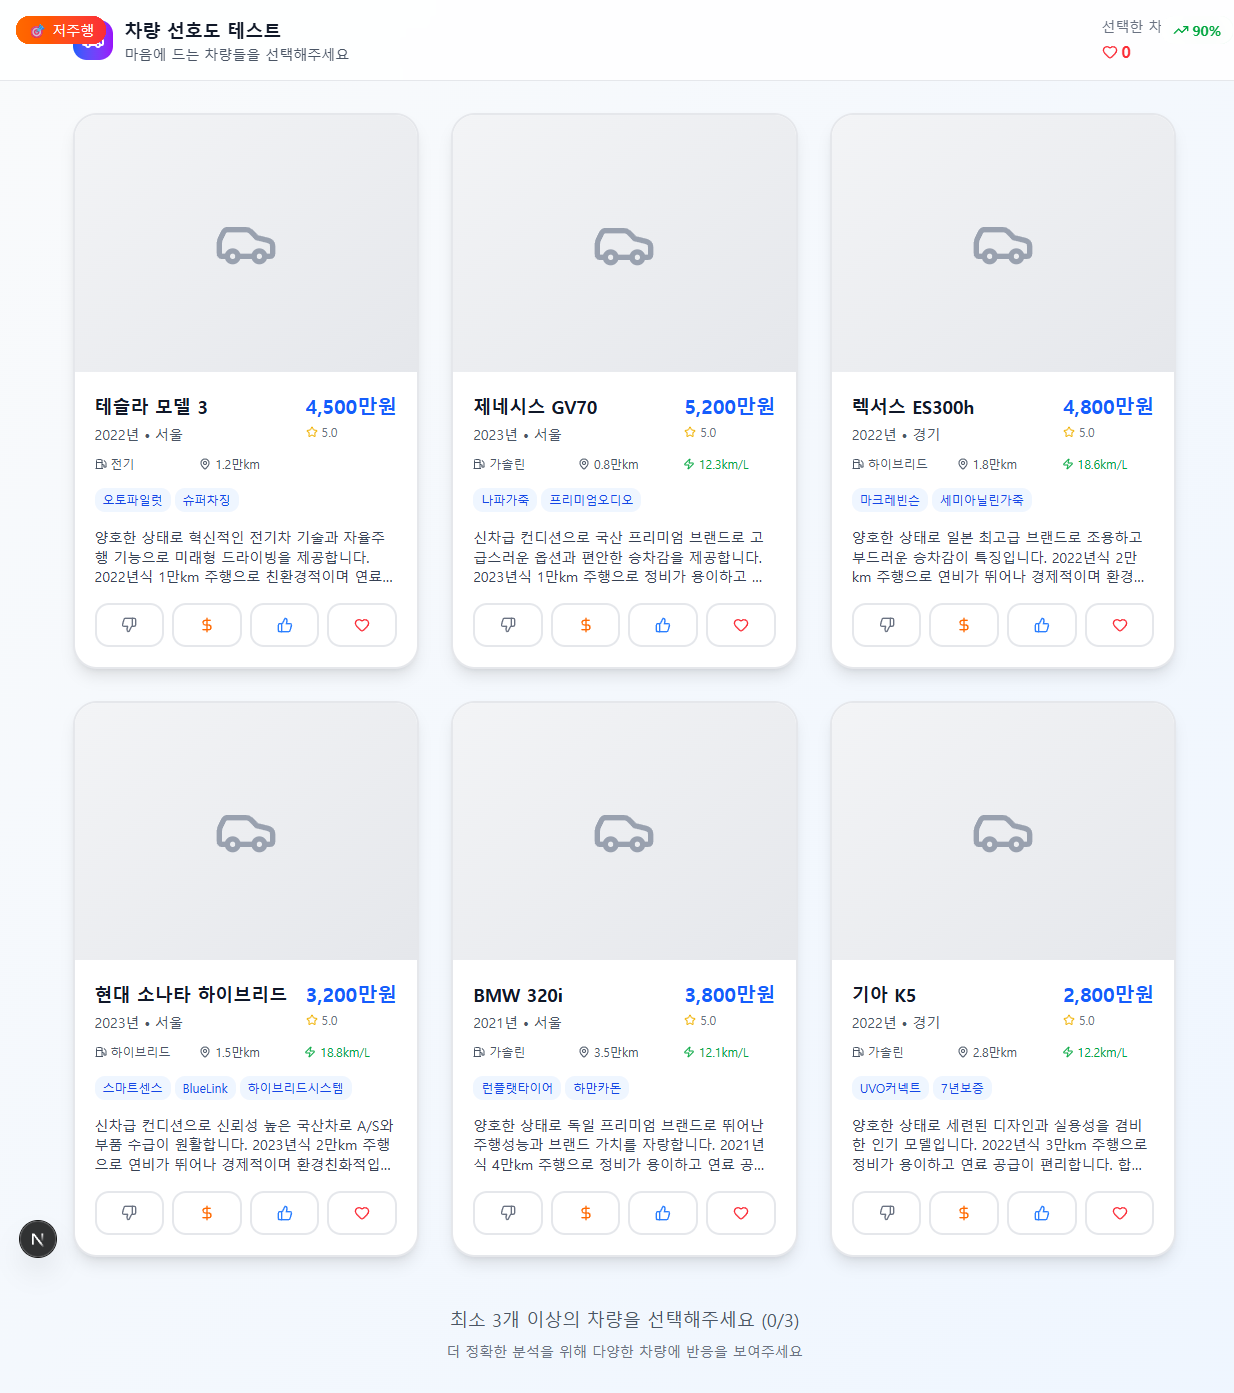 저주행
차량 선호도 테스트
마음에 드는 차량들을 선택해주세요
선택한 차
0
90%
테슬라 모델 3
4,500만원
2022년 • 서울
5.0
전기
1.2만km
오토파일럿
슈퍼차징
양호한 상태로 혁신적인 전기차 기술과 자율주
행 기능으로 미래형 드라이빙을 제공합니다.
2022년식 1만km 주행으로 친환경적이며 연료...
제네시스 GV70
5,200만원
2023년 • 서울
5.0
가솔린
0.8만km
12.3km/L
나파가죽
프리미엄오디오
신차급 컨디션으로 국산 프리미엄 브랜드로 고
급스러운 옵션과 편안한 승차감을 제공합니다.
2023년식 1만km 주행으로 정비가 용이하고 ...
렉서스 ES300h
4,800만원
2022년 • 경기
5.0
하이브리드
1.8만km
18.6km/L
마크레빈슨
세미아닐린가죽
양호한 상태로 일본 최고급 브랜드로 조용하고
부드러운 승차감이 특징입니다. 2022년식 2만
km 주행으로 연비가 뛰어나 경제적이며 환경...
현대 소나타 하이브리드
3,200만원
2023년 • 서울
5.0
하이브리드
1.5만km
18.8km/L
스마트센스
BlueLink
하이브리드시스템
신차급 컨디션으로 신뢰성 높은 국산차로 A/S와
부품 수급이 원활합니다. 2023년식 2만km 주행
으로 연비가 뛰어나 경제적이며 환경친화적입...
BMW 320i
3,800만원
2021년 • 서울
5.0
가솔린
3.5만km
12.1km/L
런플랫타이어
하만카돈
양호한 상태로 독일 프리미엄 브랜드로 뛰어난
주행성능과 브랜드 가치를 자랑합니다. 2021년
식 4만km 주행으로 정비가 용이하고 연료 공...
기아 K5
2,800만원
2022년 • 경기
5.0
가솔린
2.8만km
12.2km/L
UVO커넥트
7년보증
양호한 상태로 세련된 디자인과 실용성을 겸비
한 인기 모델입니다. 2022년식 3만km 주행으로
정비가 용이하고 연료 공급이 편리합니다. 합...
N
최소 3개 이상의 차량을 선택해주세요 (0/3)
더 정확한 분석을 위해 다양한 차량에 반응을 보여주세요